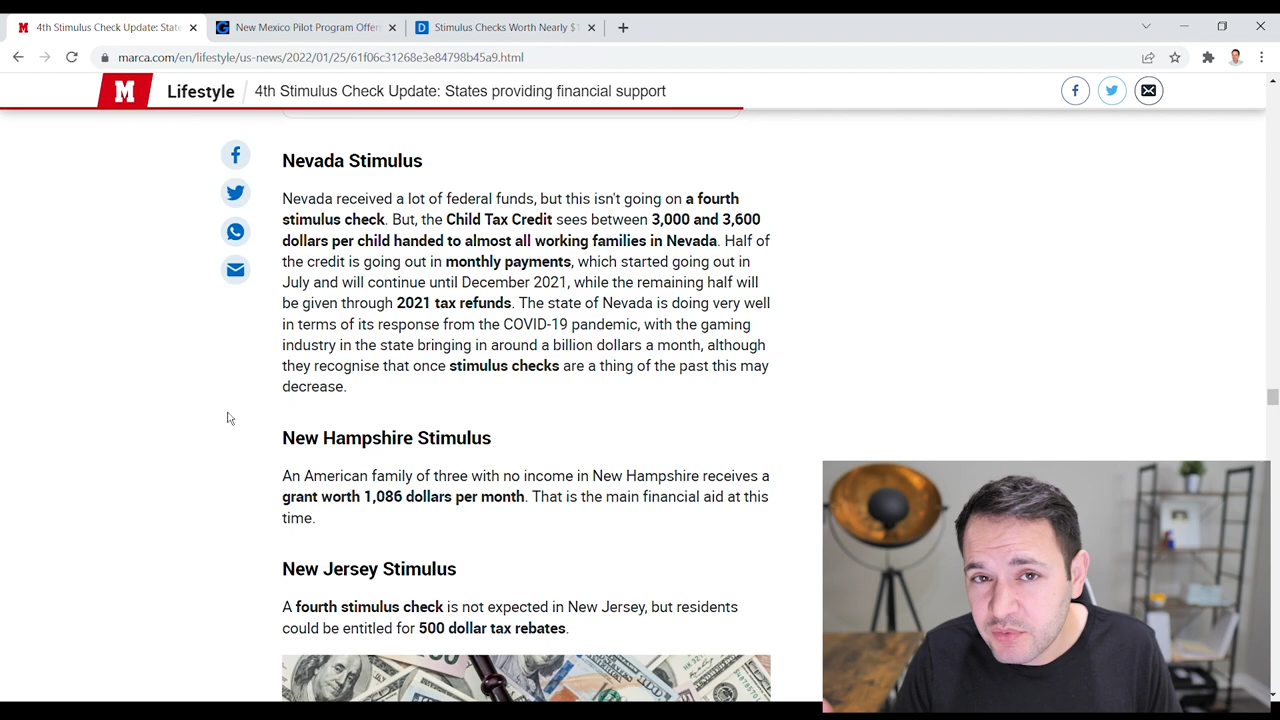 4th Stimulus Check Update: State
New Mexico Pilot Program Offer
Stimulus Checks Worth Nearly $1
marca.com/en/lifestyle/us-news/2022/01/25/61f06c31268e3e84798b45a9.html
M Lifestyle 4th Stimulus Check Update: States providing financial support
Nevada Stimulus
Nevada received a lot of federal funds, but this isn't going on a fourth
stimulus check. But, the Child Tax Credit sees between 3,000 and 3,600
dollars per child handed to almost all working families in Nevada. Half of
the credit is going out in monthly payments, which started going out in
July and will continue until December 2021, while the remaining half will
be given through 2021 tax refunds. The state of Nevada is doing very well
in terms of its response from the COVID-19 pandemic, with the gaming
industry in the state bringing in around a billion dollars a month, although
they recognise that once stimulus checks are a thing of the past this may
decrease.
New Hampshire Stimulus
An American family of three with no income in New Hampshire receives a
grant worth 1,086 dollars per month. That is the main financial aid at this
time.
New Jersey Stimulus
A fourth stimulus check is not expected in New Jersey, but residents
could be entitled for 500 dollar tax rebates.